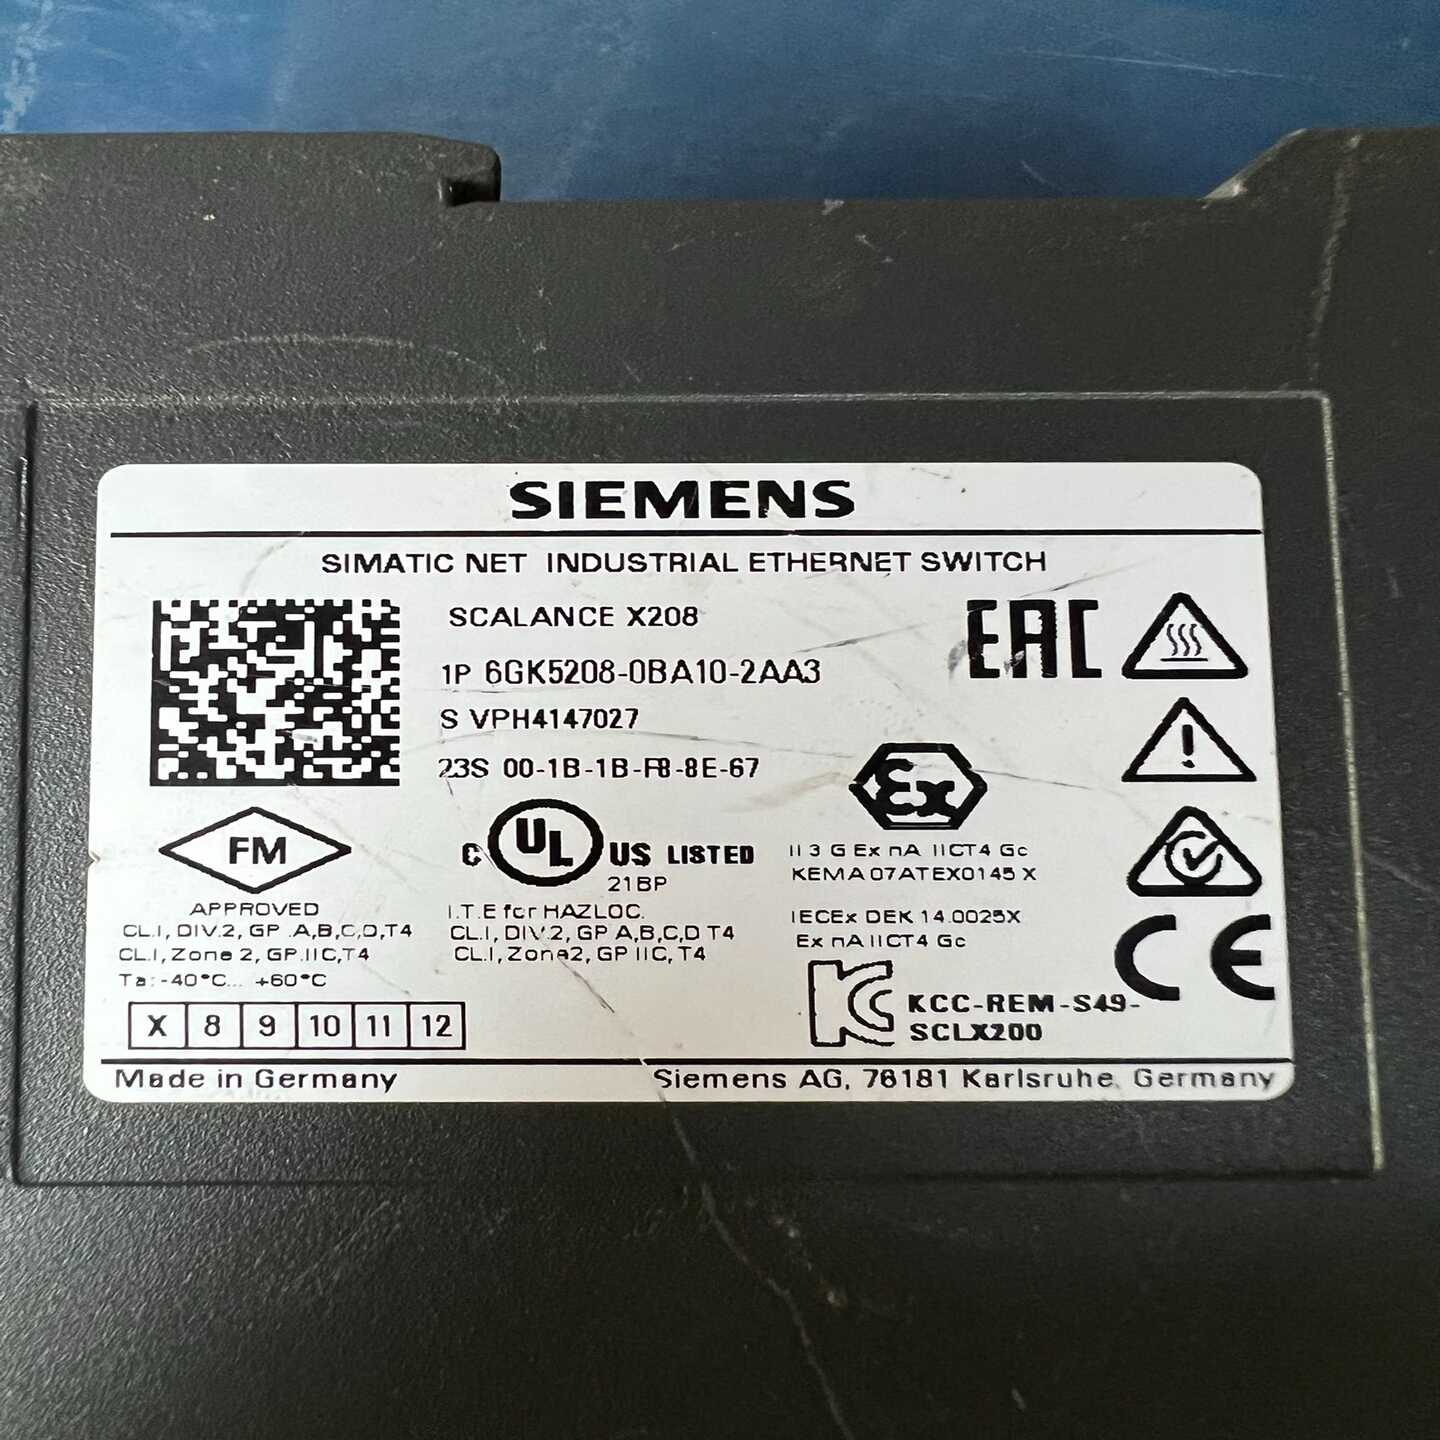 SIEMENS
SIMATIC NET INDUSTRIAL ETHERNET SWITCH
SCALANCE X208
1P 6GK5208-0BA10-2AA3
S VPH4147027
23S 00-1B-1B-F8-8E-67
EAC
Ex
FM
APPROVED
CL.I, DIV.2, GP .A,B,C,D,T4
CL.I, Zone 2, GP.IIC,T4
Ta: -40°C... +60°C
C UL US LISTED
21BP
I.T.E for HAZLOC.
CL.I, DIV.2, GP A,B,C,D T4
CL.I, Zone2, GP IIC, T4
II 3 G Ex nA IICT4 Gc
KEMA 07ATEX0145 X
IECEx DEK 14.0025X
Ex nA IICT4 Gc
KC KCC-REM-S49-
SCLX200
CE
X 8 9 10 11 12
Made in Germany
Siemens AG, 76181 Karlsruhe, Germany